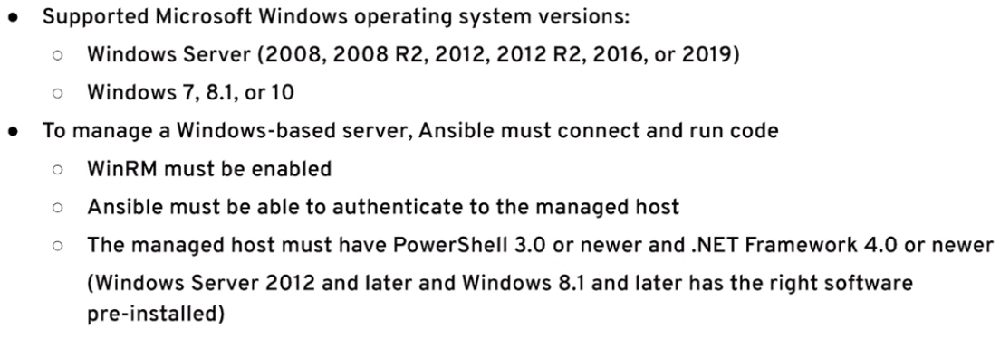 ● Supported Microsoft Windows operating system versions:
○ Windows Server (2008, 2008 R2, 2012, 2012 R2, 2016, or 2019)
○ Windows 7, 8.1, or 10
● To manage a Windows-based server, Ansible must connect and run code
○ WinRM must be enabled
○ Ansible must be able to authenticate to the managed host
○ The managed host must have PowerShell 3.0 or newer and .NET Framework 4.0 or newer
(Windows Server 2012 and later and Windows 8.1 and later has the right software
pre-installed)